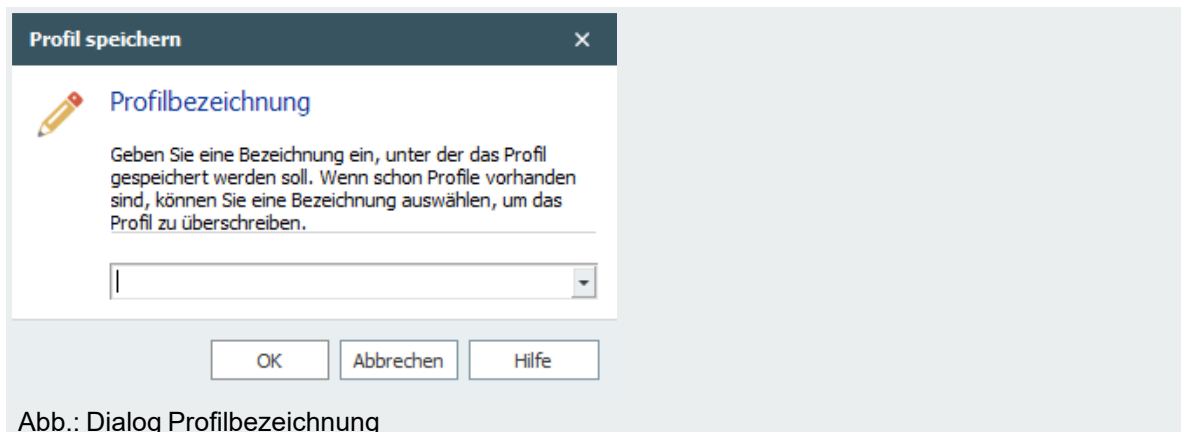 Profil speichern
Profilbezeichnung
Geben Sie eine Bezeichnung ein, unter der das Profil
gespeichert werden soll. Wenn schon Profile vorhanden
sind, können Sie eine Bezeichnung auswählen, um das
Profil zu überschreiben.
OK Abbrechen Hilfe
Abb.: Dialog Profilbezeichnung